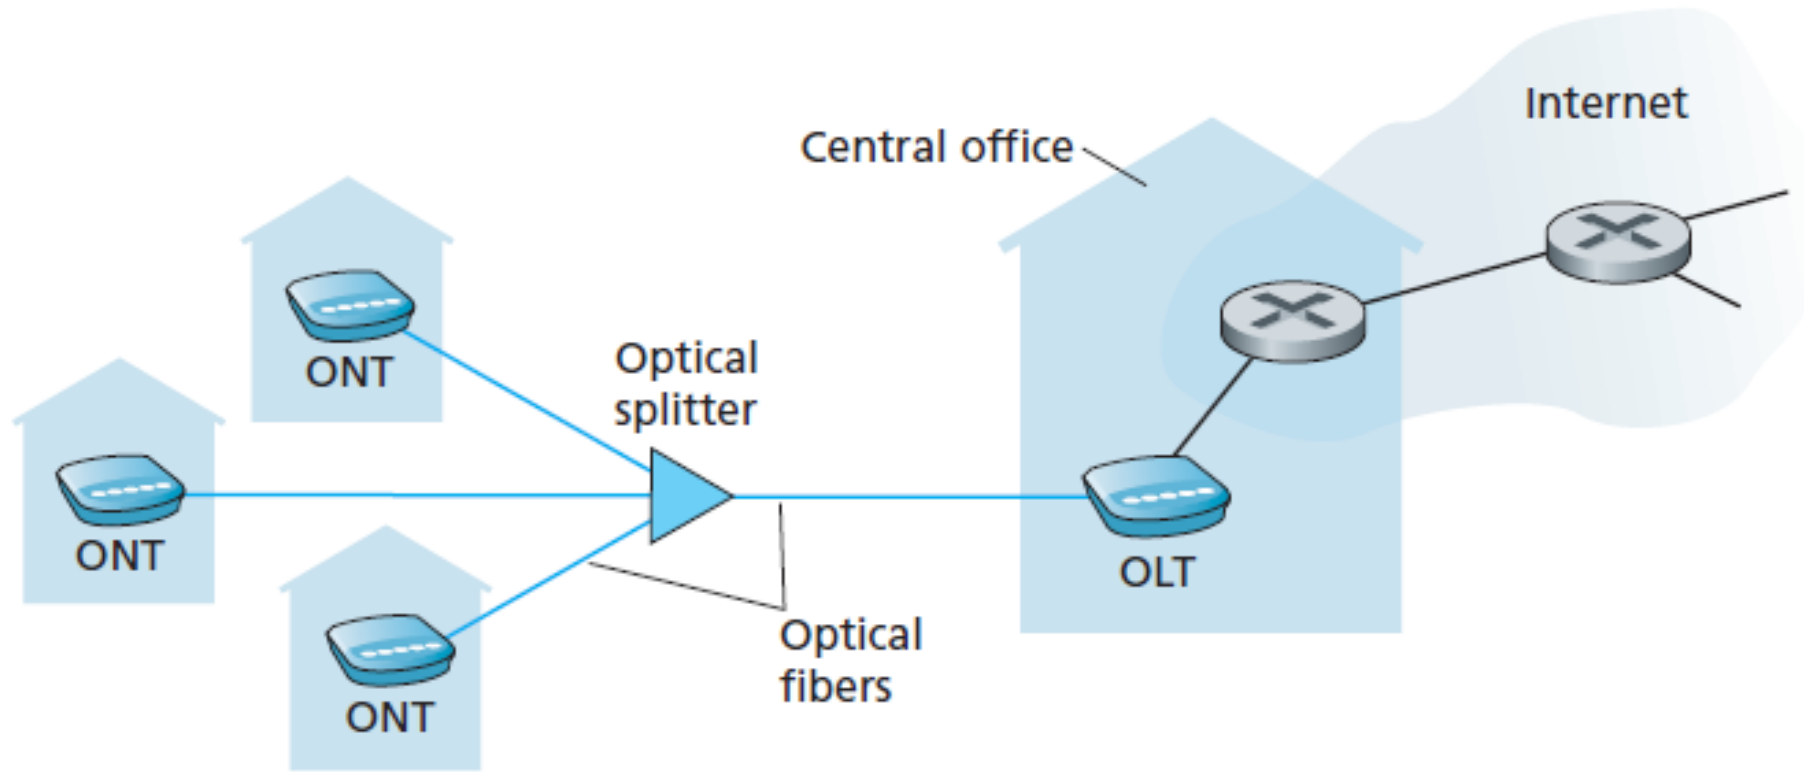 Internet
Central office
ONT
Optical
splitter
ONT
OLT
Optical
fibers
ONT